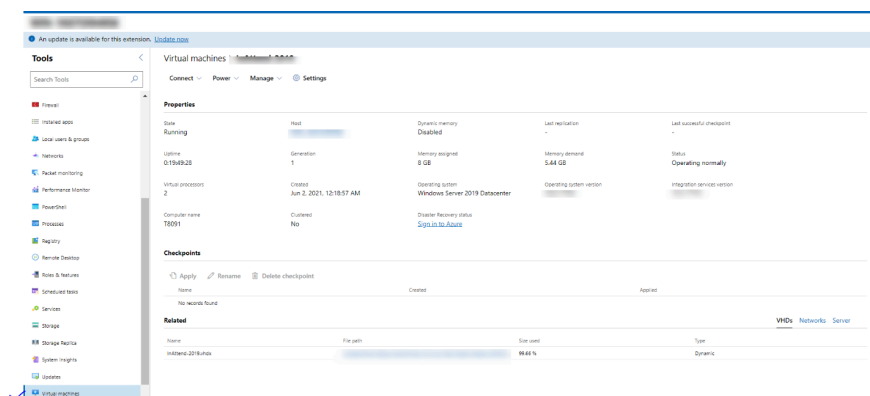 An update is available for this extension. Update now
Tools
Search Tools
Firewall
Installed apps
Local users & groups
Networks
Packet monitoring
Performance Monitor
PowerShell
Processes
Registry
Remote Desktop
Roles & features
Scheduled tasks
Services
Storage
Storage Replica
System Insights
Updates
Virtual machines
Virtual machines
Connect Power Manage Settings
Properties
State Host Dynamic memory Last replication Last successful checkpoint
Running Disabled - -
Uptime Generation Memory assigned Memory demand Status
0:19:49:28 1 8 GB 5.44 GB Operating normally
Virtual processors Created Operating system Operating system version Integration services version
2 Jun 2, 2021, 12:18:57 AM Windows Server 2019 Datacenter
Computer name Clustered Disaster Recovery status
T8091 No Sign in to Azure
Checkpoints
Apply Rename Delete checkpoint
Name Created Applied
No records found
Related VHDs Networks Server
Name File path Size used Type
InAttend-2019.vhdx 99.66 % Dynamic